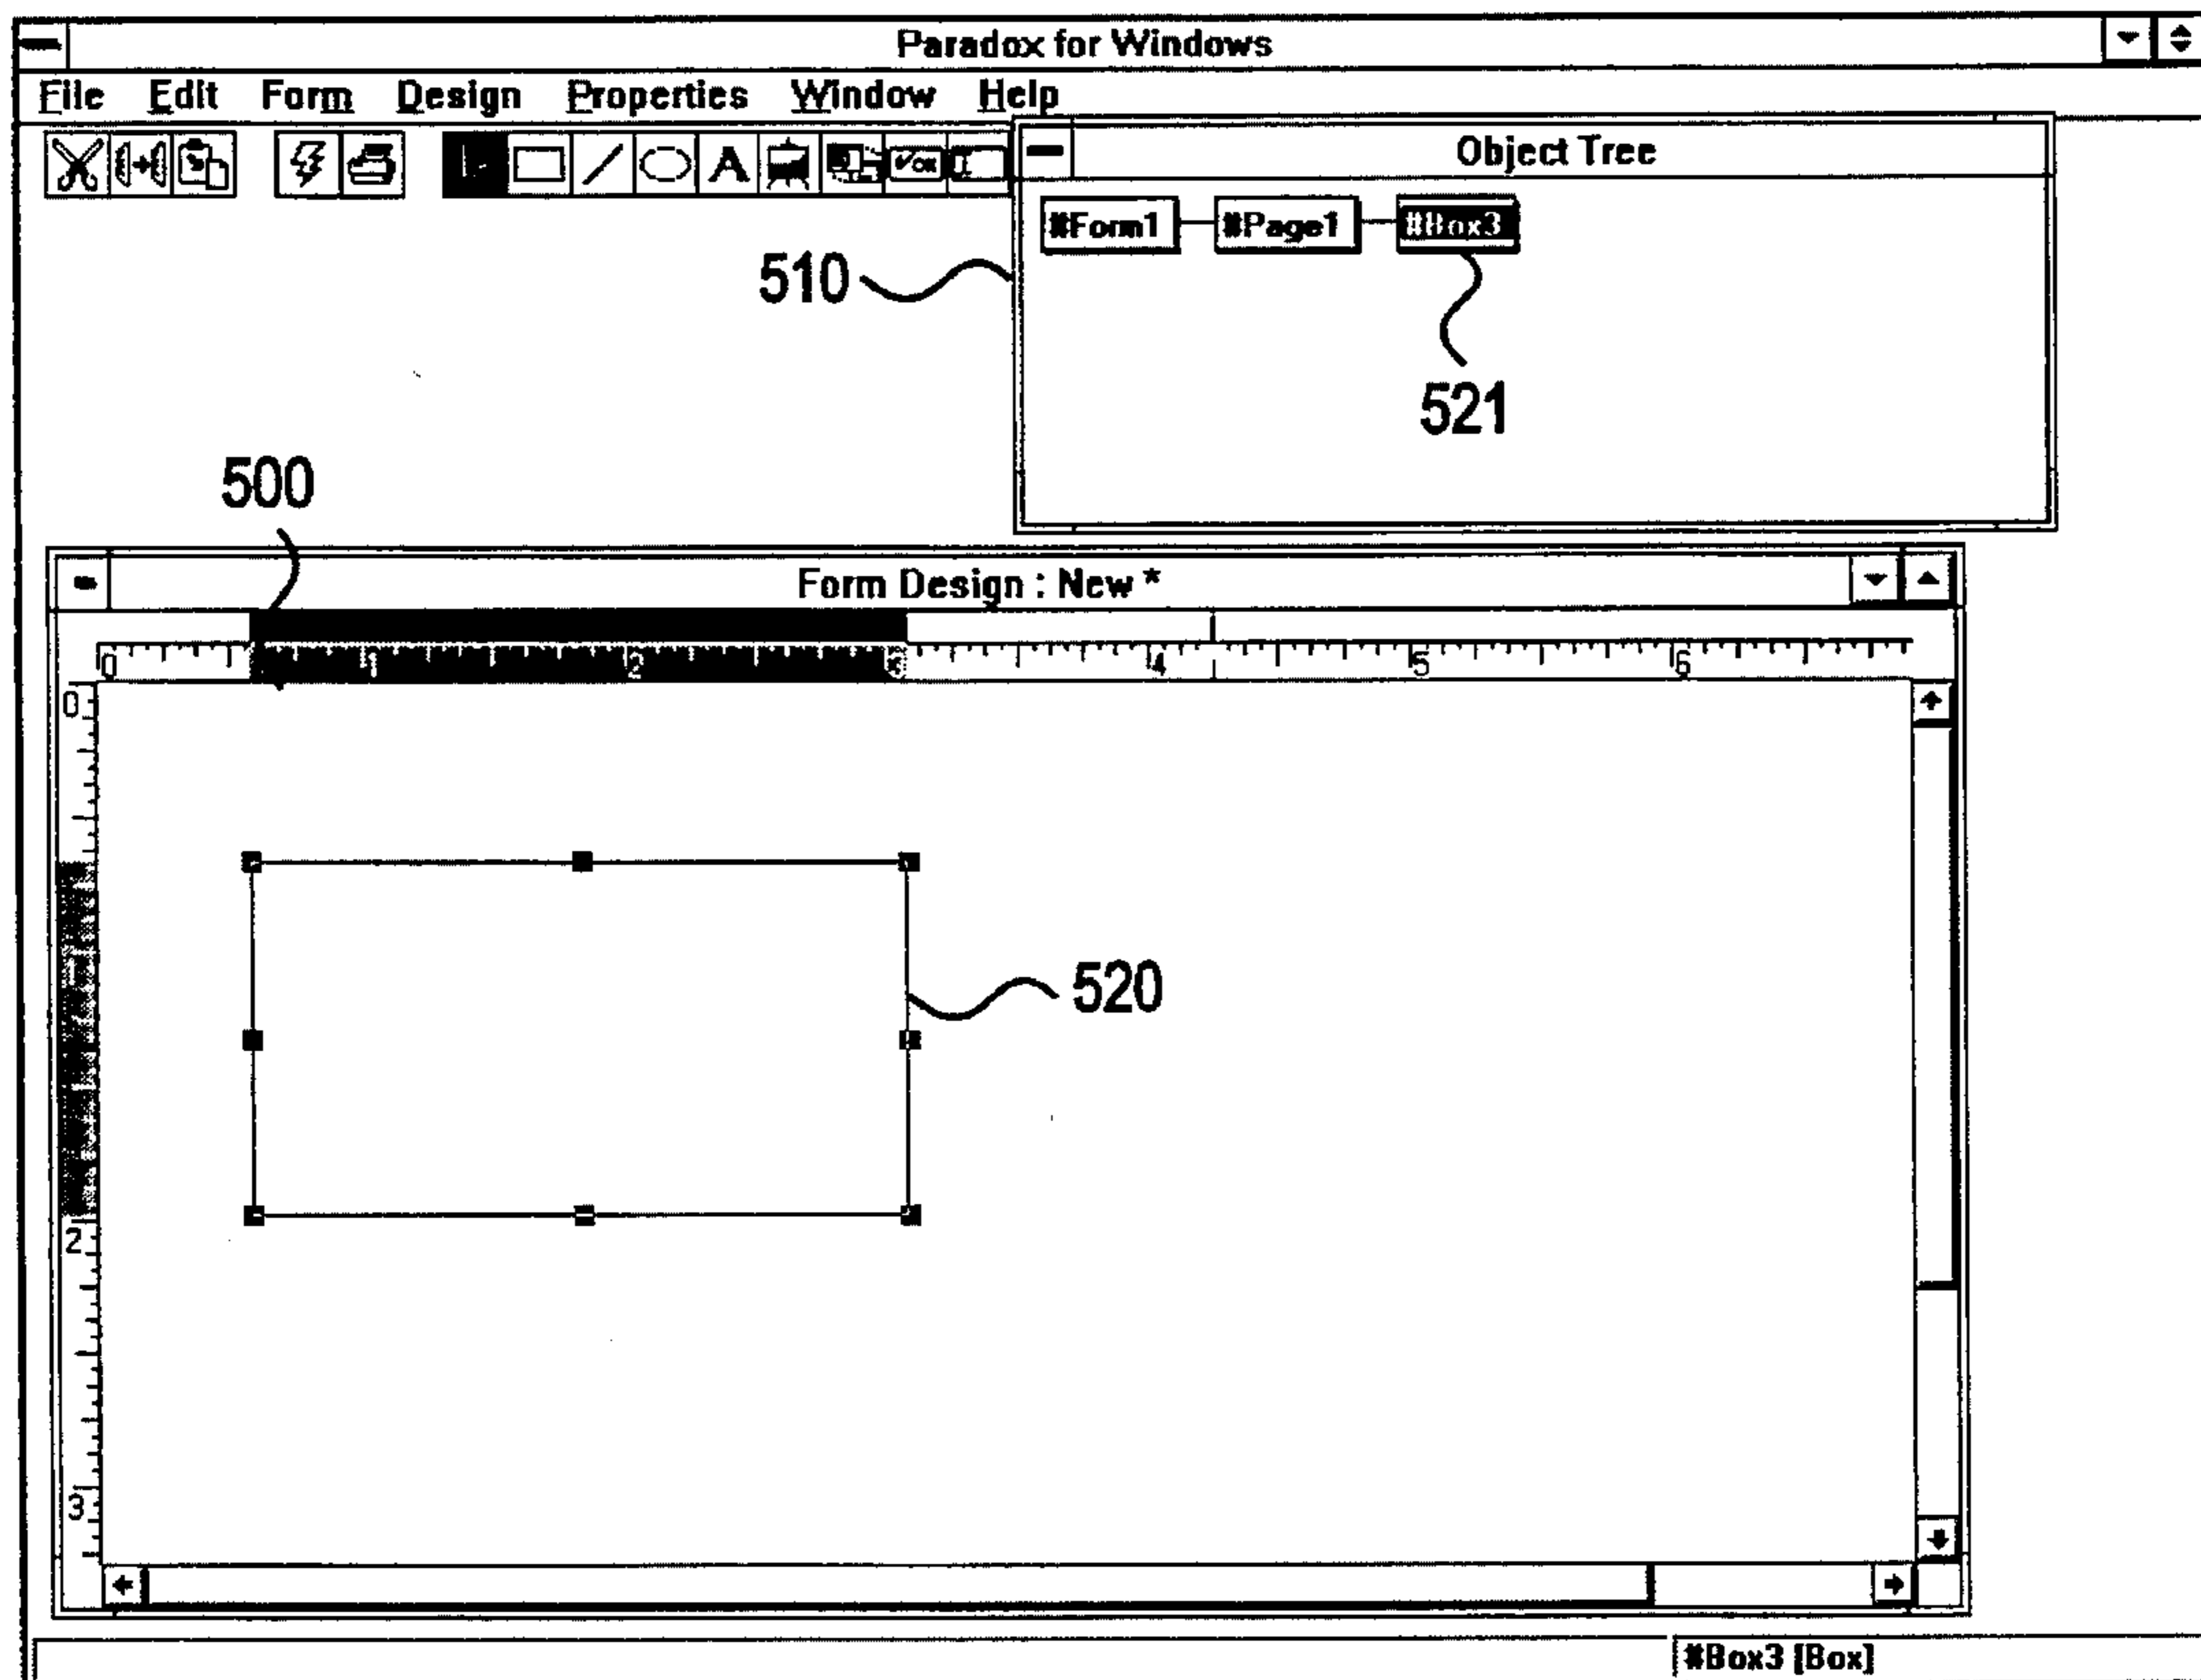 Paradox for Windows
File Edit Form Design Properties Window Help
A OK
Object Tree
#Form1 #Page1 #Box3
510
521
500
Form Design : New *
0 1 2 3 4 5 6
0
520
2
3
#Box3 [Box]